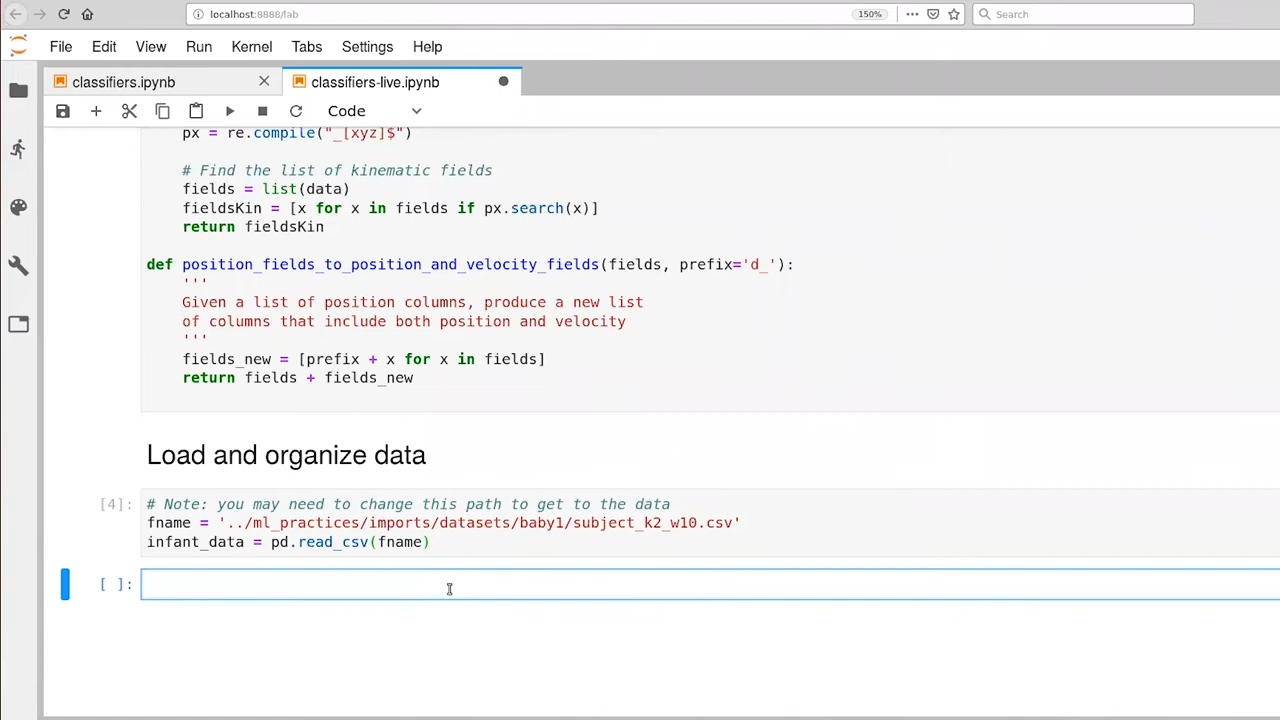 localhost:8888/lab
150%
Search
File Edit View Run Kernel Tabs Settings Help
classifiers.ipynb
classifiers-live.ipynb
Code
px = re.compile("_[xyz]$")
# Find the list of kinematic fields
fields = list(data)
fieldsKin = [x for x in fields if px.search(x)]
return fieldsKin
def position_fields_to_position_and_velocity_fields(fields, prefix='d_'):
'''
Given a list of position columns, produce a new list
of columns that include both position and velocity
'''
fields_new = [prefix + x for x in fields]
return fields + fields_new
Load and organize data
[4]: # Note: you may need to change this path to get to the data
fname = '../ml_practices/imports/datasets/baby1/subject_k2_w10.csv'
infant_data = pd.read_csv(fname)
[ ]: